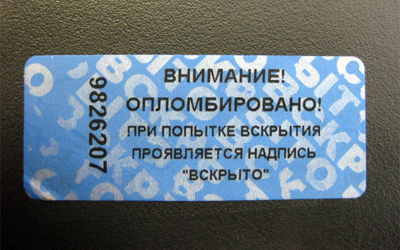 ВНИМАНИЕ!
ОПЛОМБИРОВАНО!
ПРИ ПОПЫТКЕ ВСКРЫТИЯ
ПРОЯВЛЯЕТСЯ НАДПИСЬ
"ВСКРЫТО"
9826207